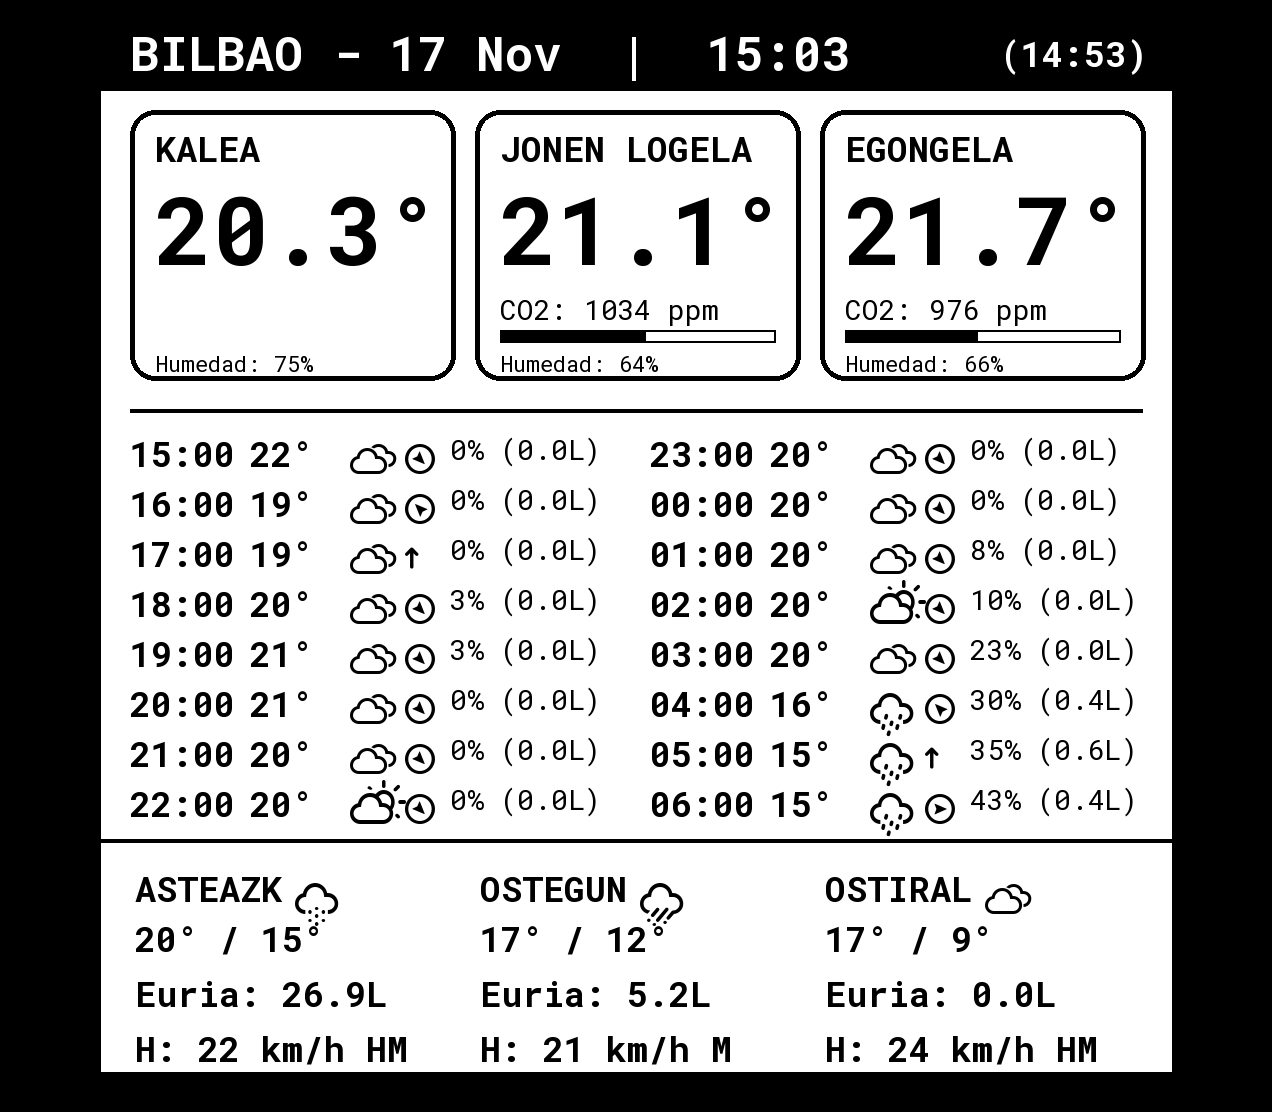 BILBAO - 17 Nov | 15:03 (14:53)
KALEA
20.3°
Humedad: 75%
JONEN LOGELA
21.1°
CO2: 1034 ppm
Humedad: 64%
EGONGELA
21.7°
CO2: 976 ppm
Humedad: 66%
15:00 22° 0% (0.0L)
16:00 19° 0% (0.0L)
17:00 19° 0% (0.0L)
18:00 20° 3% (0.0L)
19:00 21° 3% (0.0L)
20:00 21° 0% (0.0L)
21:00 20° 0% (0.0L)
22:00 20° 0% (0.0L)
23:00 20° 0% (0.0L)
00:00 20° 0% (0.0L)
01:00 20° 8% (0.0L)
02:00 20° 10% (0.0L)
03:00 20° 23% (0.0L)
04:00 16° 30% (0.4L)
05:00 15° 35% (0.6L)
06:00 15° 43% (0.4L)
ASTEAZK
20° / 15°
Euria: 26.9L
H: 22 km/h HM
OSTEGUN
17° / 12°
Euria: 5.2L
H: 21 km/h M
OSTIRAL
17° / 9°
Euria: 0.0L
H: 24 km/h HM